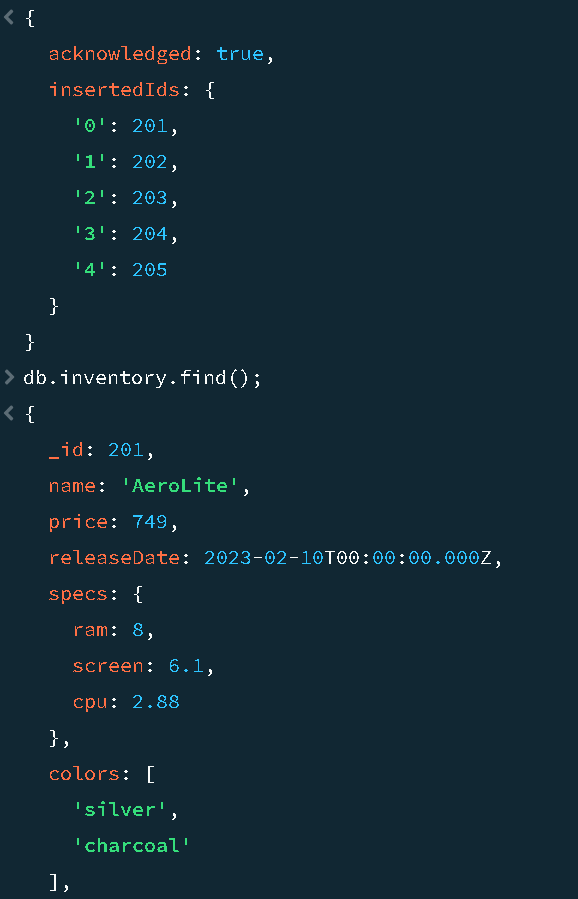 {
acknowledged: true,
insertedIds: {
'0': 201,
'1': 202,
'2': 203,
'3': 204,
'4': 205
}
}
db.inventory.find();
{
_id: 201,
name: 'AeroLite',
price: 749,
releaseDate: 2023-02-10T00:00:00.000Z,
specs: {
ram: 8,
screen: 6.1,
cpu: 2.88
},
colors: [
'silver',
'charcoal'
],